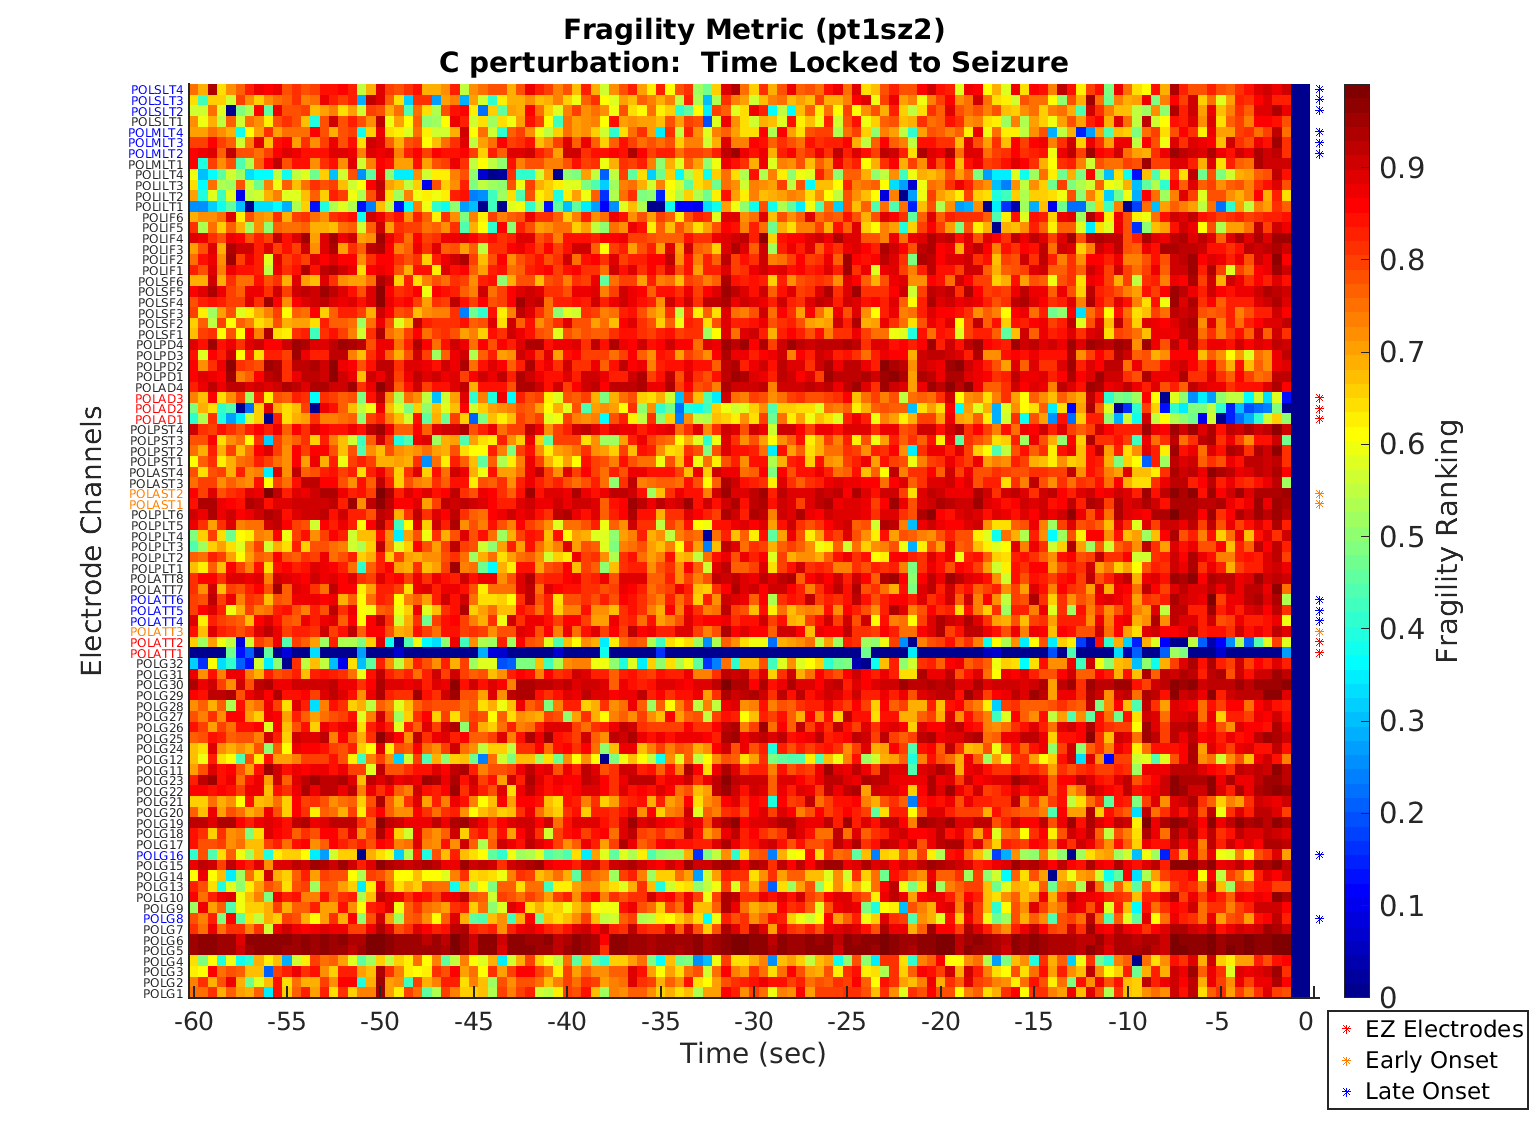 Fragility Metric (pt1sz2)
C perturbation:  Time Locked to Seizure
Electrode Channels
POLSLT4
POLSLT3
POLSLT2
POLSLT1
POLMLT4
POLMLT3
POLMLT2
POLMLT1
POLILT4
POLILT3
POLILT2
POLILT1
POLIF6
POLIF5
POLIF4
POLIF3
POLIF2
POLIF1
POLSF6
POLSF5
POLSF4
POLSF3
POLSF2
POLSF1
POLPD4
POLPD3
POLPD2
POLPD1
POLAD4
POLAD3
POLAD2
POLAD1
POLPST4
POLPST3
POLPST2
POLPST1
POLAST4
POLAST3
POLAST2
POLAST1
POLPLT6
POLPLT5
POLPLT4
POLPLT3
POLPLT2
POLPLT1
POLATT8
POLATT7
POLATT6
POLATT5
POLATT4
POLATT3
POLATT2
POLATT1
POLG32
POLG31
POLG30
POLG29
POLG28
POLG27
POLG26
POLG25
POLG24
POLG12
POLG11
POLG23
POLG22
POLG21
POLG20
POLG19
POLG18
POLG17
POLG16
POLG15
POLG14
POLG13
POLG10
POLG9
POLG8
POLG7
POLG6
POLG5
POLG4
POLG3
POLG2
POLG1
-60 -55 -50 -45 -40 -35 -30 -25 -20 -15 -10 -5 0
Time (sec)
0.9
0.8
0.7
0.6
0.5
0.4
0.3
0.2
0.1
0
Fragility Ranking
EZ Electrodes
Early Onset
Late Onset